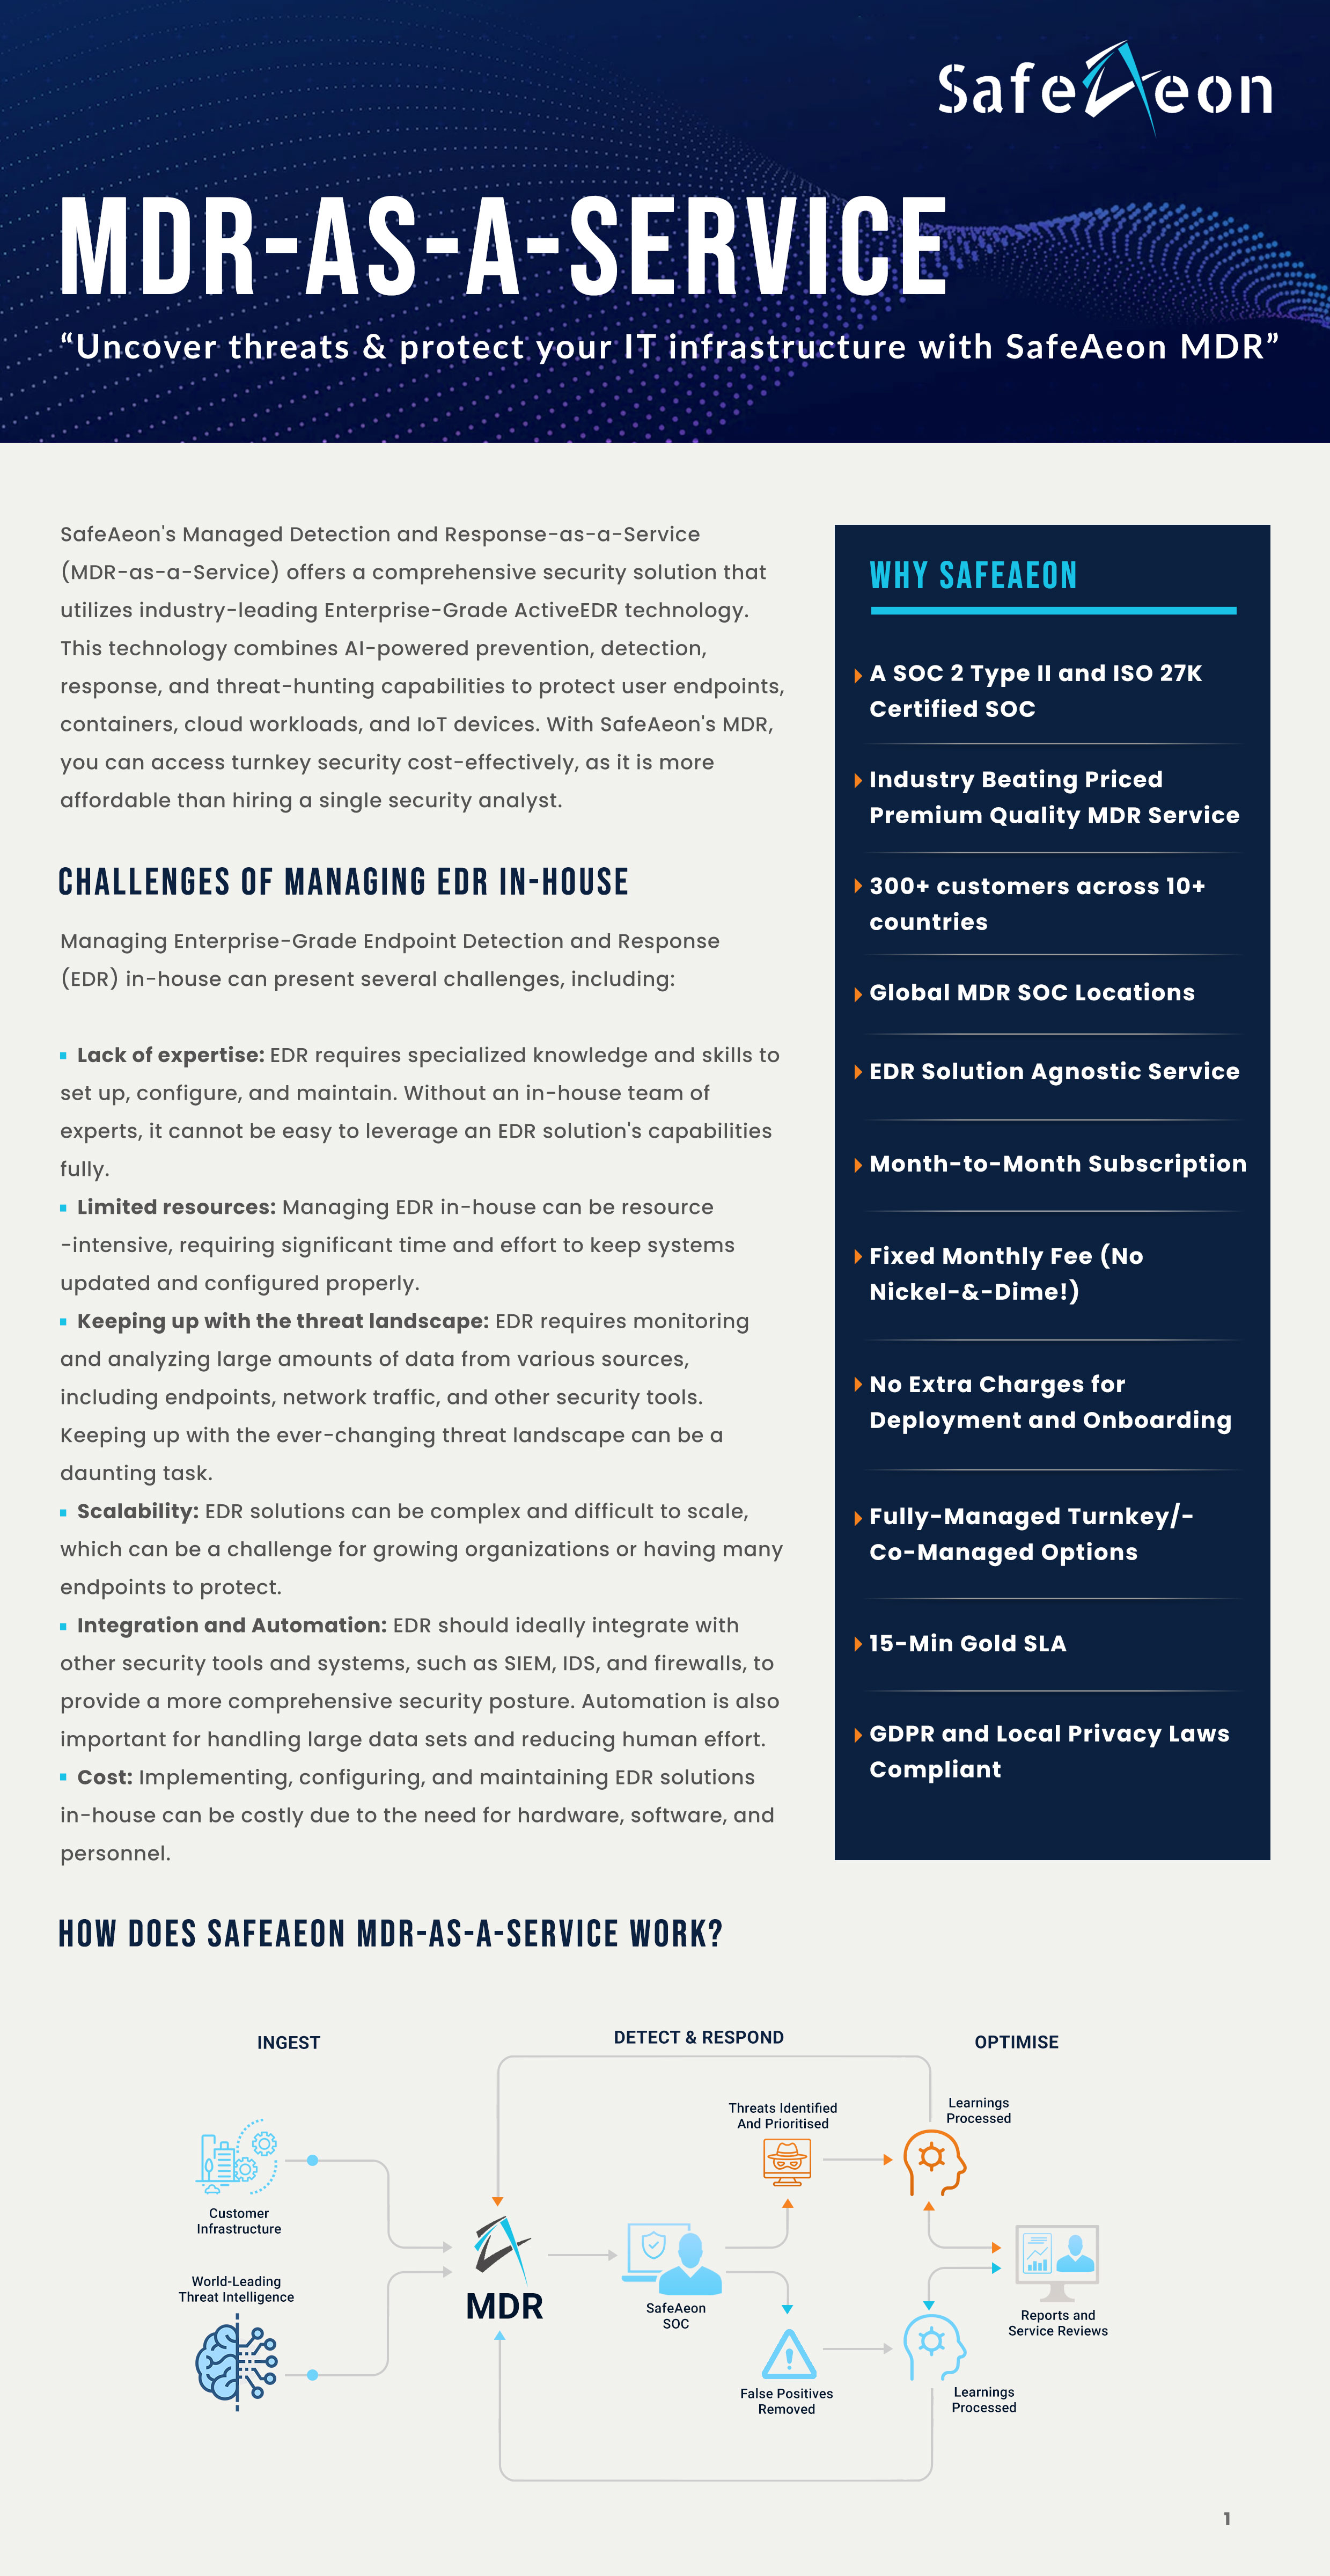 SafeAeon
MDR-AS-A-SERVICE
“Uncover threats & protect your IT infrastructure with SafeAeon MDR”
SafeAeon's Managed Detection and Response-as-a-Service
(MDR-as-a-Service) offers a comprehensive security solution that
utilizes industry-leading Enterprise-Grade ActiveEDR technology.
This technology combines AI-powered prevention, detection,
response, and threat-hunting capabilities to protect user endpoints,
containers, cloud workloads, and IoT devices. With SafeAeon's MDR,
you can access turnkey security cost-effectively, as it is more
affordable than hiring a single security analyst.
CHALLENGES OF MANAGING EDR IN-HOUSE
Managing Enterprise-Grade Endpoint Detection and Response
(EDR) in-house can present several challenges, including:
Lack of expertise: EDR requires specialized knowledge and skills to
set up, configure, and maintain. Without an in-house team of
experts, it cannot be easy to leverage an EDR solution's capabilities
fully.
Limited resources: Managing EDR in-house can be resource
-intensive, requiring significant time and effort to keep systems
updated and configured properly.
Keeping up with the threat landscape: EDR requires monitoring
and analyzing large amounts of data from various sources,
including endpoints, network traffic, and other security tools.
Keeping up with the ever-changing threat landscape can be a
daunting task.
Scalability: EDR solutions can be complex and difficult to scale,
which can be a challenge for growing organizations or having many
endpoints to protect.
Integration and Automation: EDR should ideally integrate with
other security tools and systems, such as SIEM, IDS, and firewalls, to
provide a more comprehensive security posture. Automation is also
important for handling large data sets and reducing human effort.
Cost: Implementing, configuring, and maintaining EDR solutions
in-house can be costly due to the need for hardware, software, and
personnel.
WHY SAFEAEON
A SOC 2 Type II and ISO 27K
Certified SOC
Industry Beating Priced
Premium Quality MDR Service
300+ customers across 10+
countries
Global MDR SOC Locations
EDR Solution Agnostic Service
Month-to-Month Subscription
Fixed Monthly Fee (No
Nickel-&-Dime!)
No Extra Charges for
Deployment and Onboarding
Fully-Managed Turnkey/-
Co-Managed Options
15-Min Gold SLA
GDPR and Local Privacy Laws
Compliant
HOW DOES SAFEAEON MDR-AS-A-SERVICE WORK?
INGEST
DETECT & RESPOND
OPTIMISE
Customer
Infrastructure
World-Leading
Threat Intelligence
MDR
SafeAeon
SOC
Threats Identified
And Prioritised
False Positives
Removed
Learnings
Processed
Learnings
Processed
Reports and
Service Reviews
1